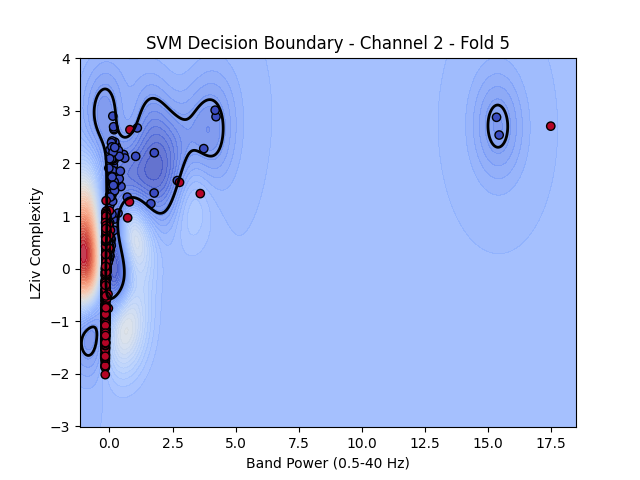 SVM Decision Boundary - Channel 2 - Fold 5
LZiv Complexity
4
3
2
1
0
−1
−2
−3
0.0 2.5 5.0 7.5 10.0 12.5 15.0 17.5
Band Power (0.5-40 Hz)